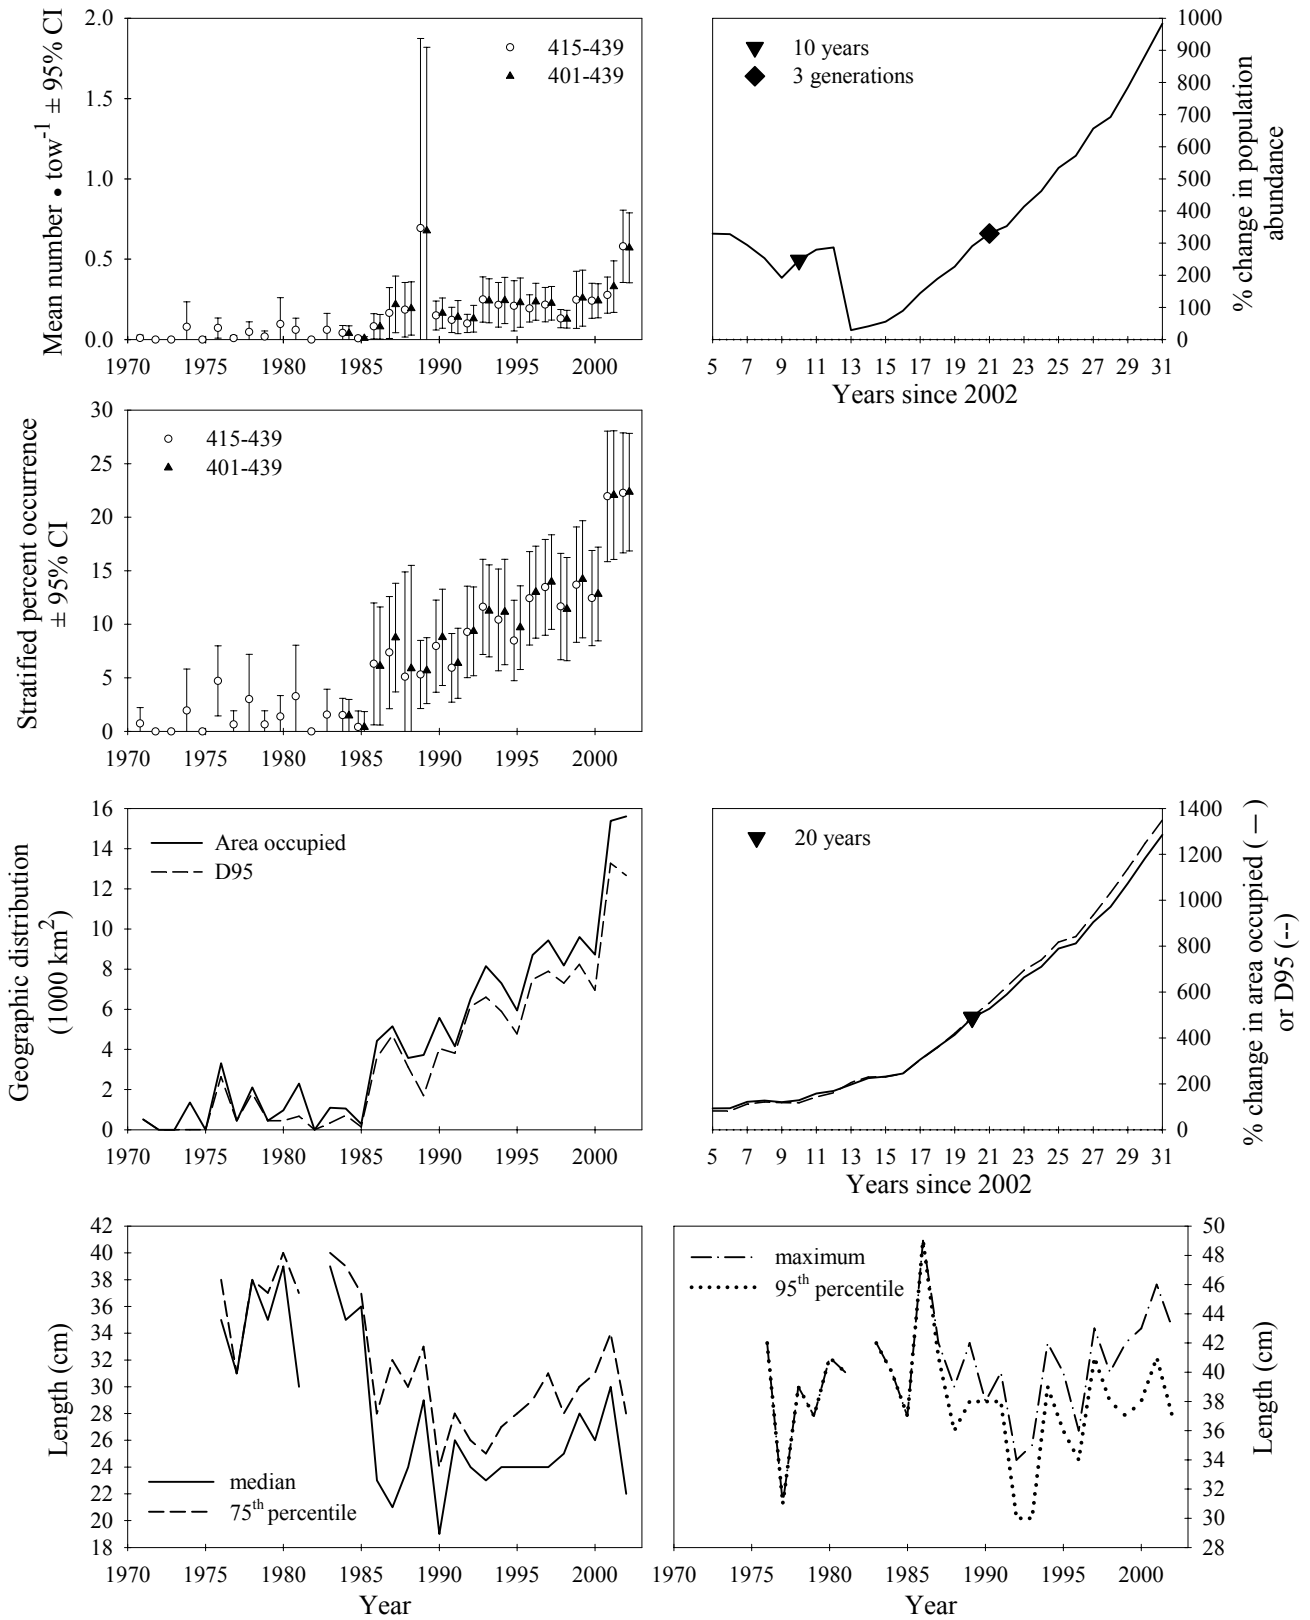 Mean number • tow-1 ± 95% CI
2.0
1.5
1.0
0.5
0.0
415-439
401-439
1970 1975 1980 1985 1990 1995 2000
10 years
3 generations
1000
900
800
700
600
500
400
300
200
100
0
% change in population
abundance
5 7 9 11 13 15 17 19 21 23 25 27 29 31
Years since 2002
Stratified percent occurrence
± 95% CI
30
25
20
15
10
5
0
415-439
401-439
1970 1975 1980 1985 1990 1995 2000
Geographic distribution
(1000 km2)
16
14
12
10
8
6
4
2
0
Area occupied
D95
1970 1975 1980 1985 1990 1995 2000
20 years
1400
1200
1000
800
600
400
200
0
% change in area occupied ( — )
or D95 (--)
5 7 9 11 13 15 17 19 21 23 25 27 29 31
Years since 2002
Length (cm)
42
40
38
36
34
32
30
28
26
24
22
20
18
median
75th percentile
1970 1975 1980 1985 1990 1995 2000
Year
maximum
95th percentile
50
48
46
44
42
40
38
36
34
32
30
28
Length (cm)
1970 1975 1980 1985 1990 1995 2000
Year